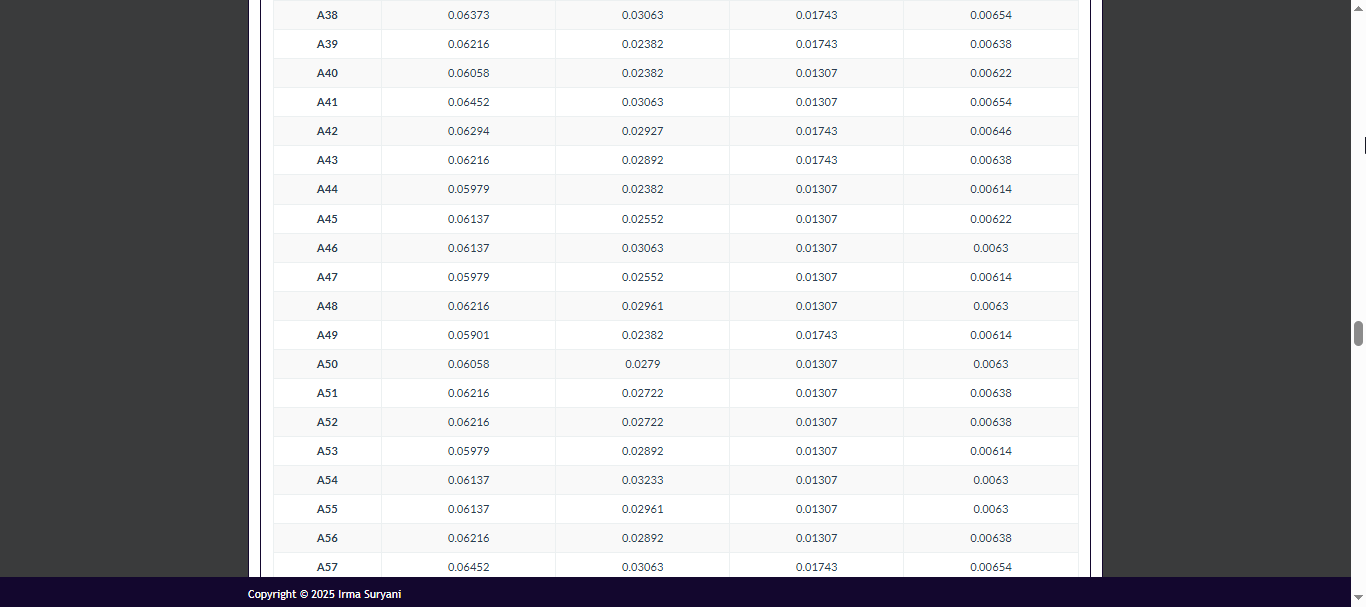 A38 0.06373 0.03063 0.01743 0.00654
A39 0.06216 0.02382 0.01743 0.00638
A40 0.06058 0.02382 0.01307 0.00622
A41 0.06452 0.03063 0.01307 0.00654
A42 0.06294 0.02927 0.01743 0.00646
A43 0.06216 0.02892 0.01743 0.00638
A44 0.05979 0.02382 0.01307 0.00614
A45 0.06137 0.02552 0.01307 0.00622
A46 0.06137 0.03063 0.01307 0.0063
A47 0.05979 0.02552 0.01307 0.00614
A48 0.06216 0.02961 0.01307 0.0063
A49 0.05901 0.02382 0.01743 0.00614
A50 0.06058 0.0279 0.01307 0.0063
A51 0.06216 0.02722 0.01307 0.00638
A52 0.06216 0.02722 0.01307 0.00638
A53 0.05979 0.02892 0.01307 0.00614
A54 0.06137 0.03233 0.01307 0.0063
A55 0.06137 0.02961 0.01307 0.0063
A56 0.06216 0.02892 0.01307 0.00638
A57 0.06452 0.03063 0.01743 0.00654
Copyright © 2025 Irma Suryani